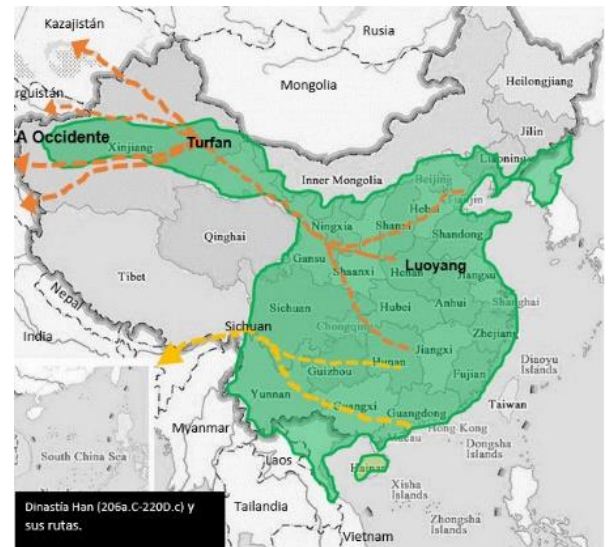 Kazajistán
Rusia
Mongolia
Heilongjiang
Jilin
rguistán
A Occidente
Turfan
Xinjiang
Liaoning
Inner Mongolia
Beijing
Tianjin
Hebei
Ningxia
Shanxi
Shandong
Qinghai
Gansu
Luoyang
Shaanxi
Henan
Jiangsu
Tibet
Nepal
Sichuan
Hubei
Anhui
Shanghai
Chongqing
Zhejiang
Sichuan
Hunan
Jiangxi
India
Guizhou
Fujian
Diaoyu
Islands
Yunnan
Guangxi
Guangdong
Taiwan
Myanmar
Macau
Hong Kong
Dongsha
Islands
South China Sea
Laos
Hainan
Xisha
Islands
Dinastía Han (206a.C-220D.c) y
sus rutas.
Tailandia
Zhongsha
Islands
Vietnam